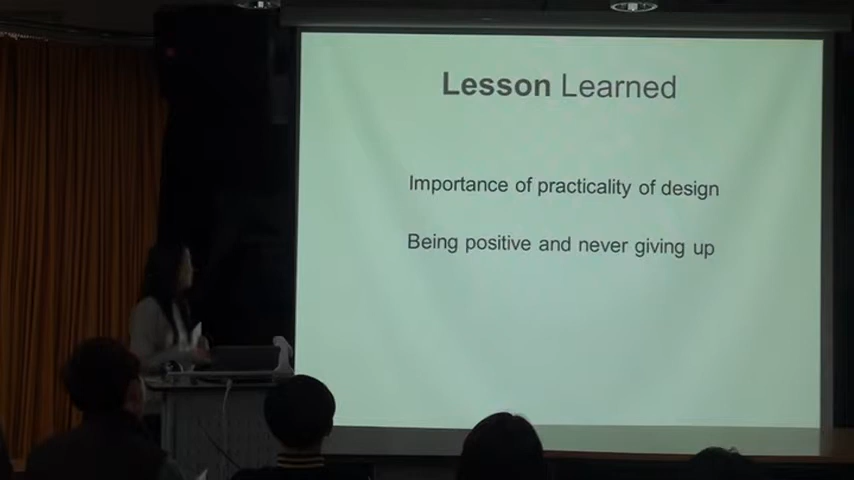 Lesson Learned
Importance of practicality of design
Being positive and never giving up